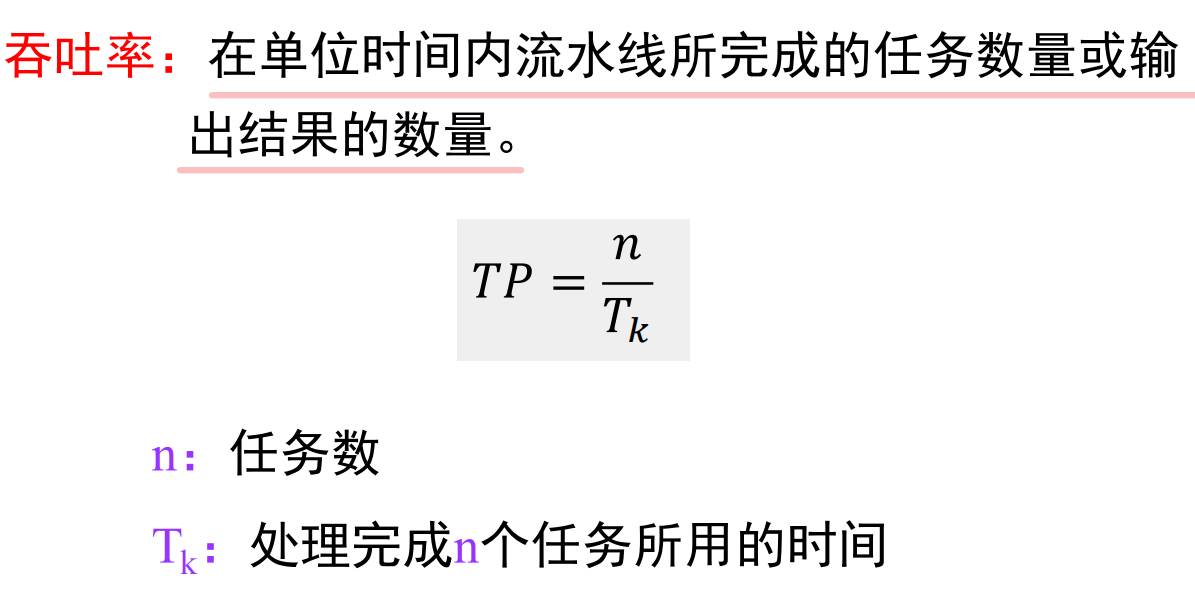 吞吐率：在单位时间内流水线所完成的任务数量或输
出结果的数量。
TP = n/T_k
n：任务数
T_k：处理完成n个任务所用的时间